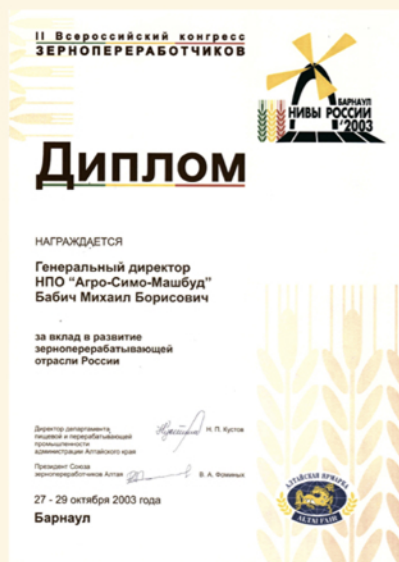 II Всероссийский конгресс
ЗЕРНОПЕРЕРАБОТЧИКОВ
БАРНАУЛ
НИВЫ РОССИИ
'2003
Диплом
НАГРАЖДАЕТСЯ
Генеральный директор
НПО "Агро-Симо-Машбуд"
Бабич Михаил Борисович
за вклад в развитие
зерноперерабатывающей
отрасли России
Директор департамента
пищевой и перерабатывающей
промышленности
администрации Алтайского края
Н. П. Кустов
Президент Союза
зернопереработчиков Алтая
В. А. Фоминых
27 - 29 октября 2003 года
Барнаул
АЛТАЙСКАЯ ЯРМАРКА
ALTAI FAIR